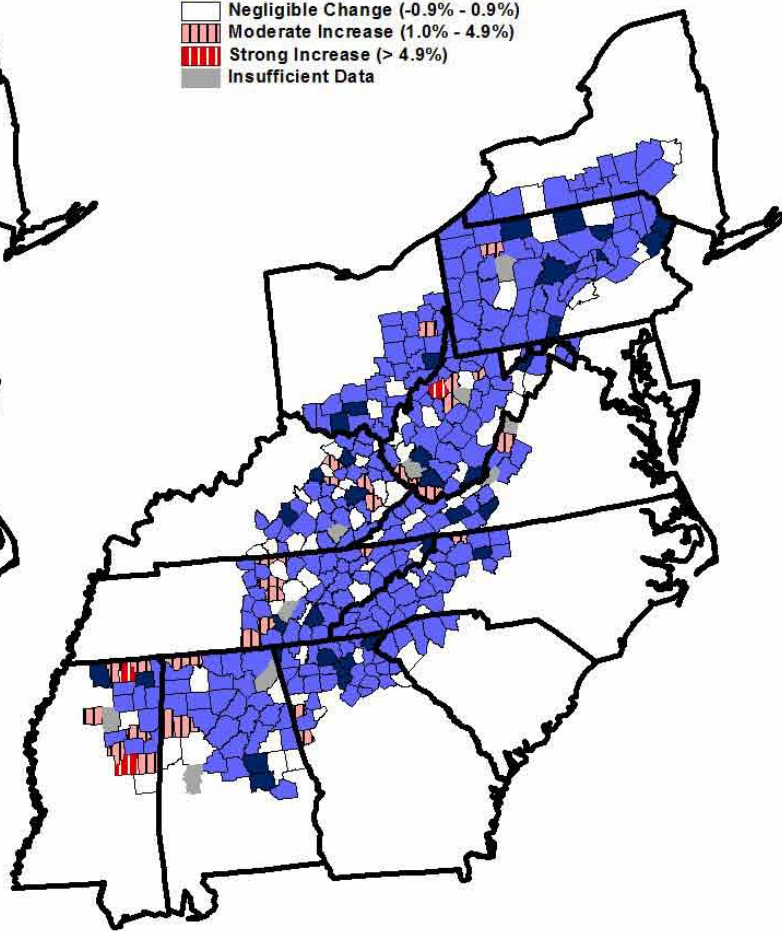 Negligible Change (-0.9% - 0.9%)
Moderate Increase (1.0% - 4.9%)
Strong Increase (> 4.9%)
Insufficient Data